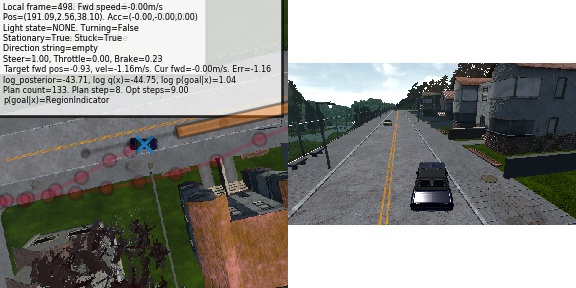 Local frame=498. Fwd speed=-0.00m/s
Pos=(191.09,2.56,38.10). Acc=(-0.00,-0.00,0.00)
Light state=NONE. Turning=False
Stationary=True. Stuck=True
Direction string=empty
Steer=1.00, Throttle=0.00, Brake=0.23
Target fwd pos=-0.93, vel=-1.16m/s. Cur fwd=-0.00m/s. Err=-1.16
log_posterior=-43.71, log q(x)=-44.75, log p(goal|x)=1.04
Plan count=133. Plan step=8. Opt steps=9.00
p(goal|x)=RegionIndicator